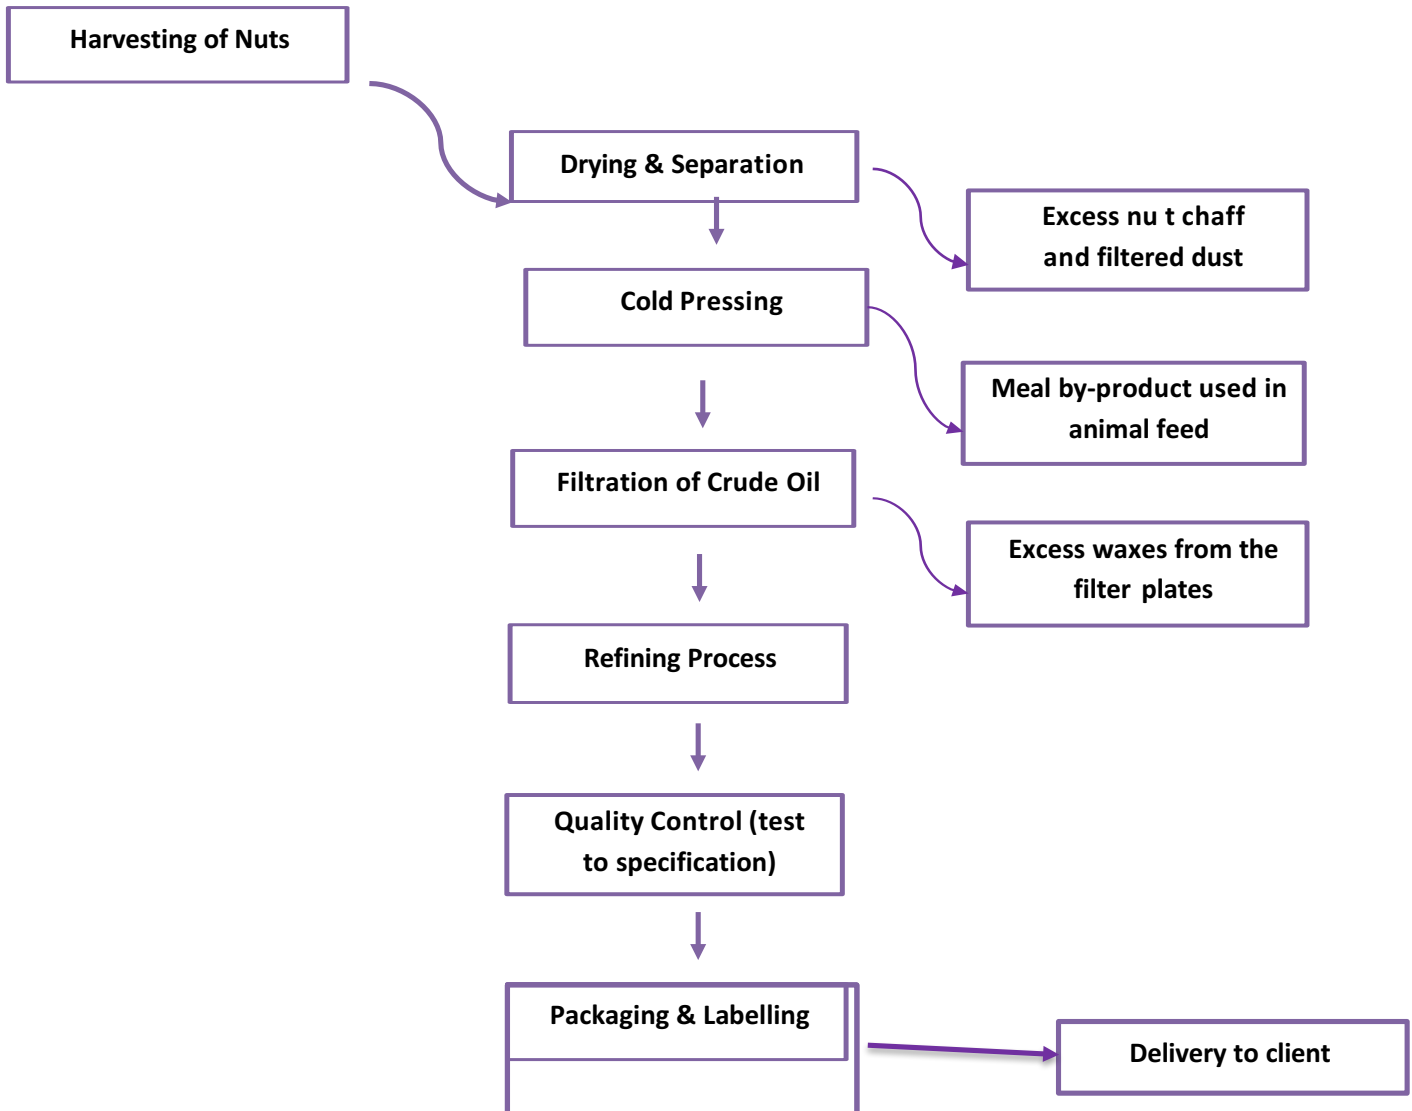 Harvesting of Nuts
Drying & Separation
Excess nu t chaff
and filtered dust
Cold Pressing
Meal by-product used in
animal feed
Filtration of Crude Oil
Excess waxes from the
filter plates
Refining Process
Quality Control (test
to specification)
Packaging & Labelling
Delivery to client